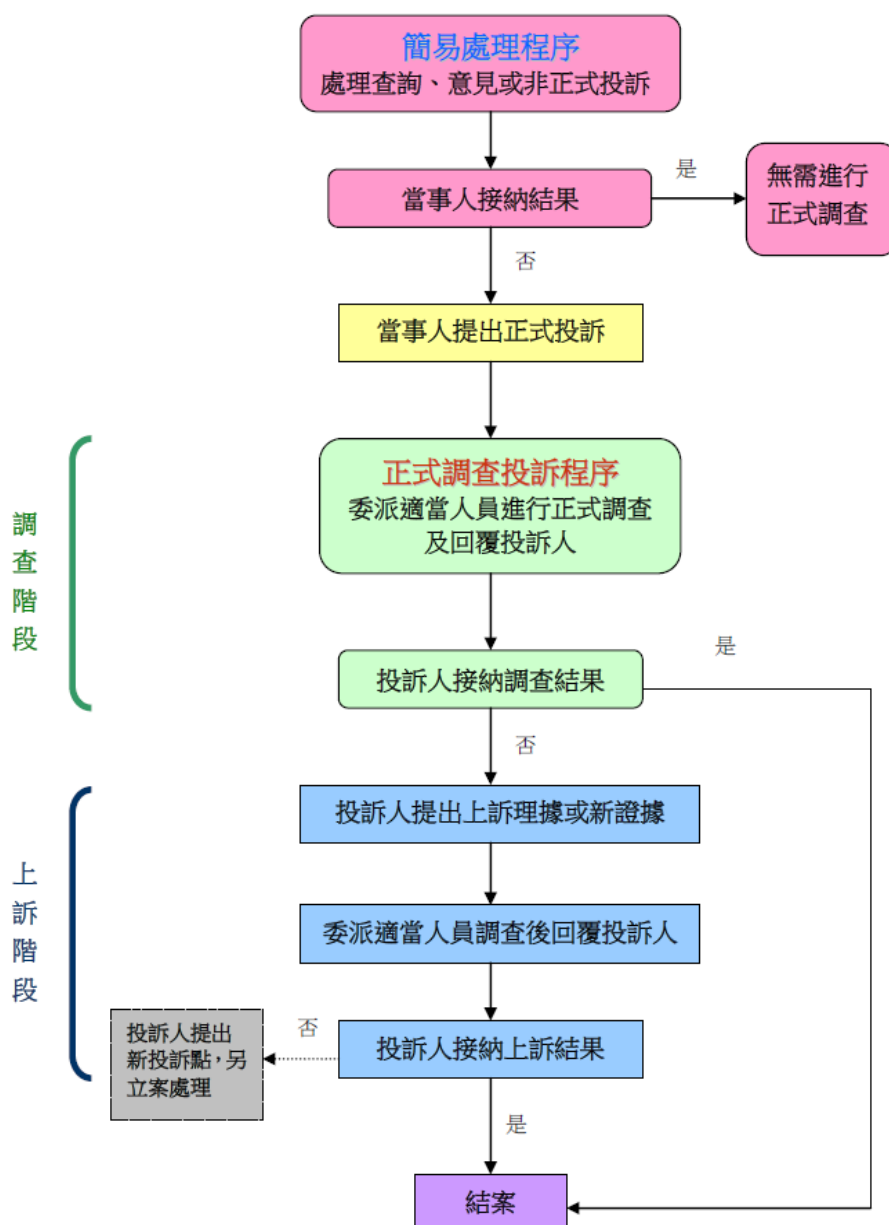 簡易處理程序
處理查詢、意見或非正式投訴
當事人接納結果
是
無需進行
正式調查
否
當事人提出正式投訴
調查階段
正式調查投訴程序
委派適當人員進行正式調查
及回覆投訴人
投訴人接納調查結果
是
否
上訴階段
投訴人提出上訴理據或新證據
委派適當人員調查後回覆投訴人
投訴人接納上訴結果
否
投訴人提出
新投訴點，另
立案處理
是
結案